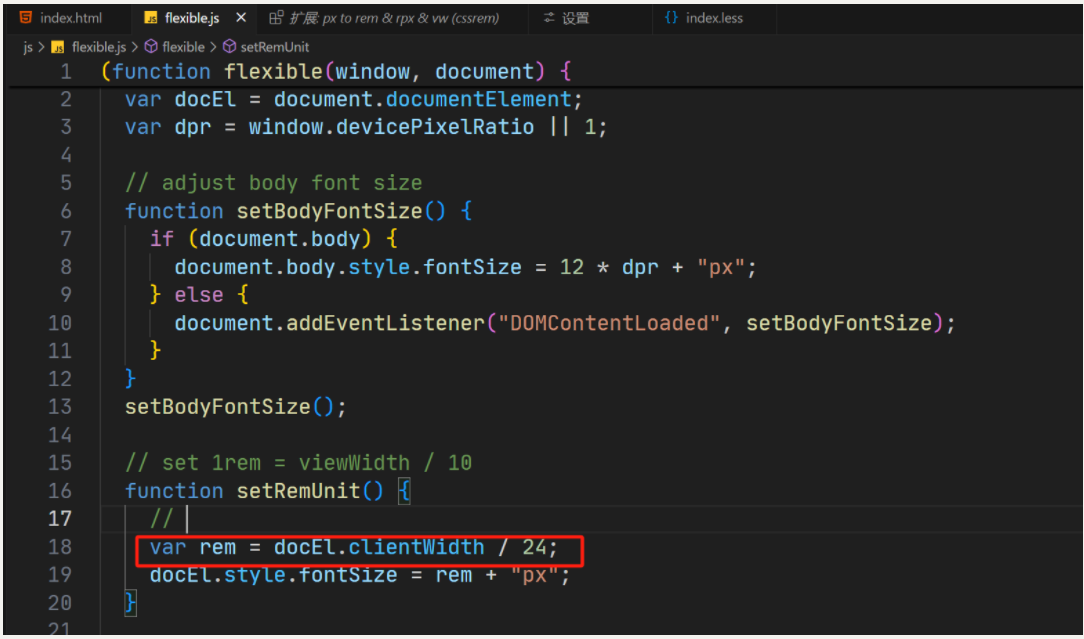 index.html JS flexible.js × 扩展: px to rem & rpx & vw (cssrem) 设置 {} index.less
js > JS flexible.js > flexible > setRemUnit
1 (function flexible(window, document) {
2 var docEl = document.documentElement;
3 var dpr = window.devicePixelRatio || 1;
4
5 // adjust body font size
6 function setBodyFontSize() {
7 if (document.body) {
8 document.body.style.fontSize = 12 * dpr + "px";
9 } else {
10 document.addEventListener("DOMContentLoaded", setBodyFontSize);
11 }
12 }
13 setBodyFontSize();
14
15 // set 1rem = viewWidth / 10
16 function setRemUnit() {
17 //
18 var rem = docEl.clientWidth / 24;
19 docEl.style.fontSize = rem + "px";
20 }
21